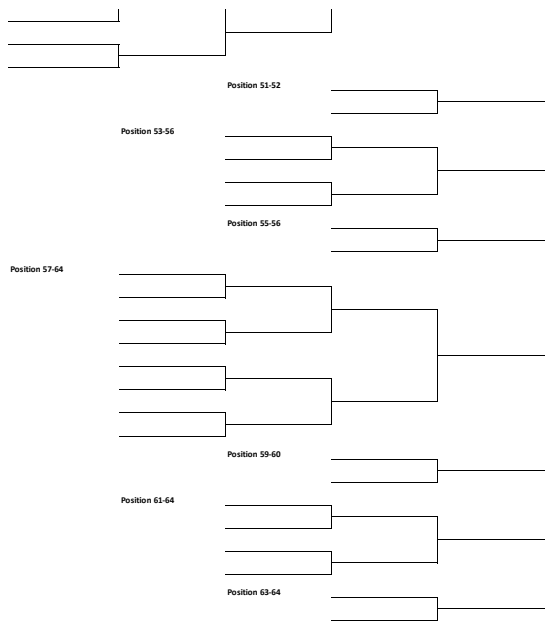 Position 51-52
Position 53-56
Position 55-56
Position 57-64
Position 59-60
Position 61-64
Position 63-64